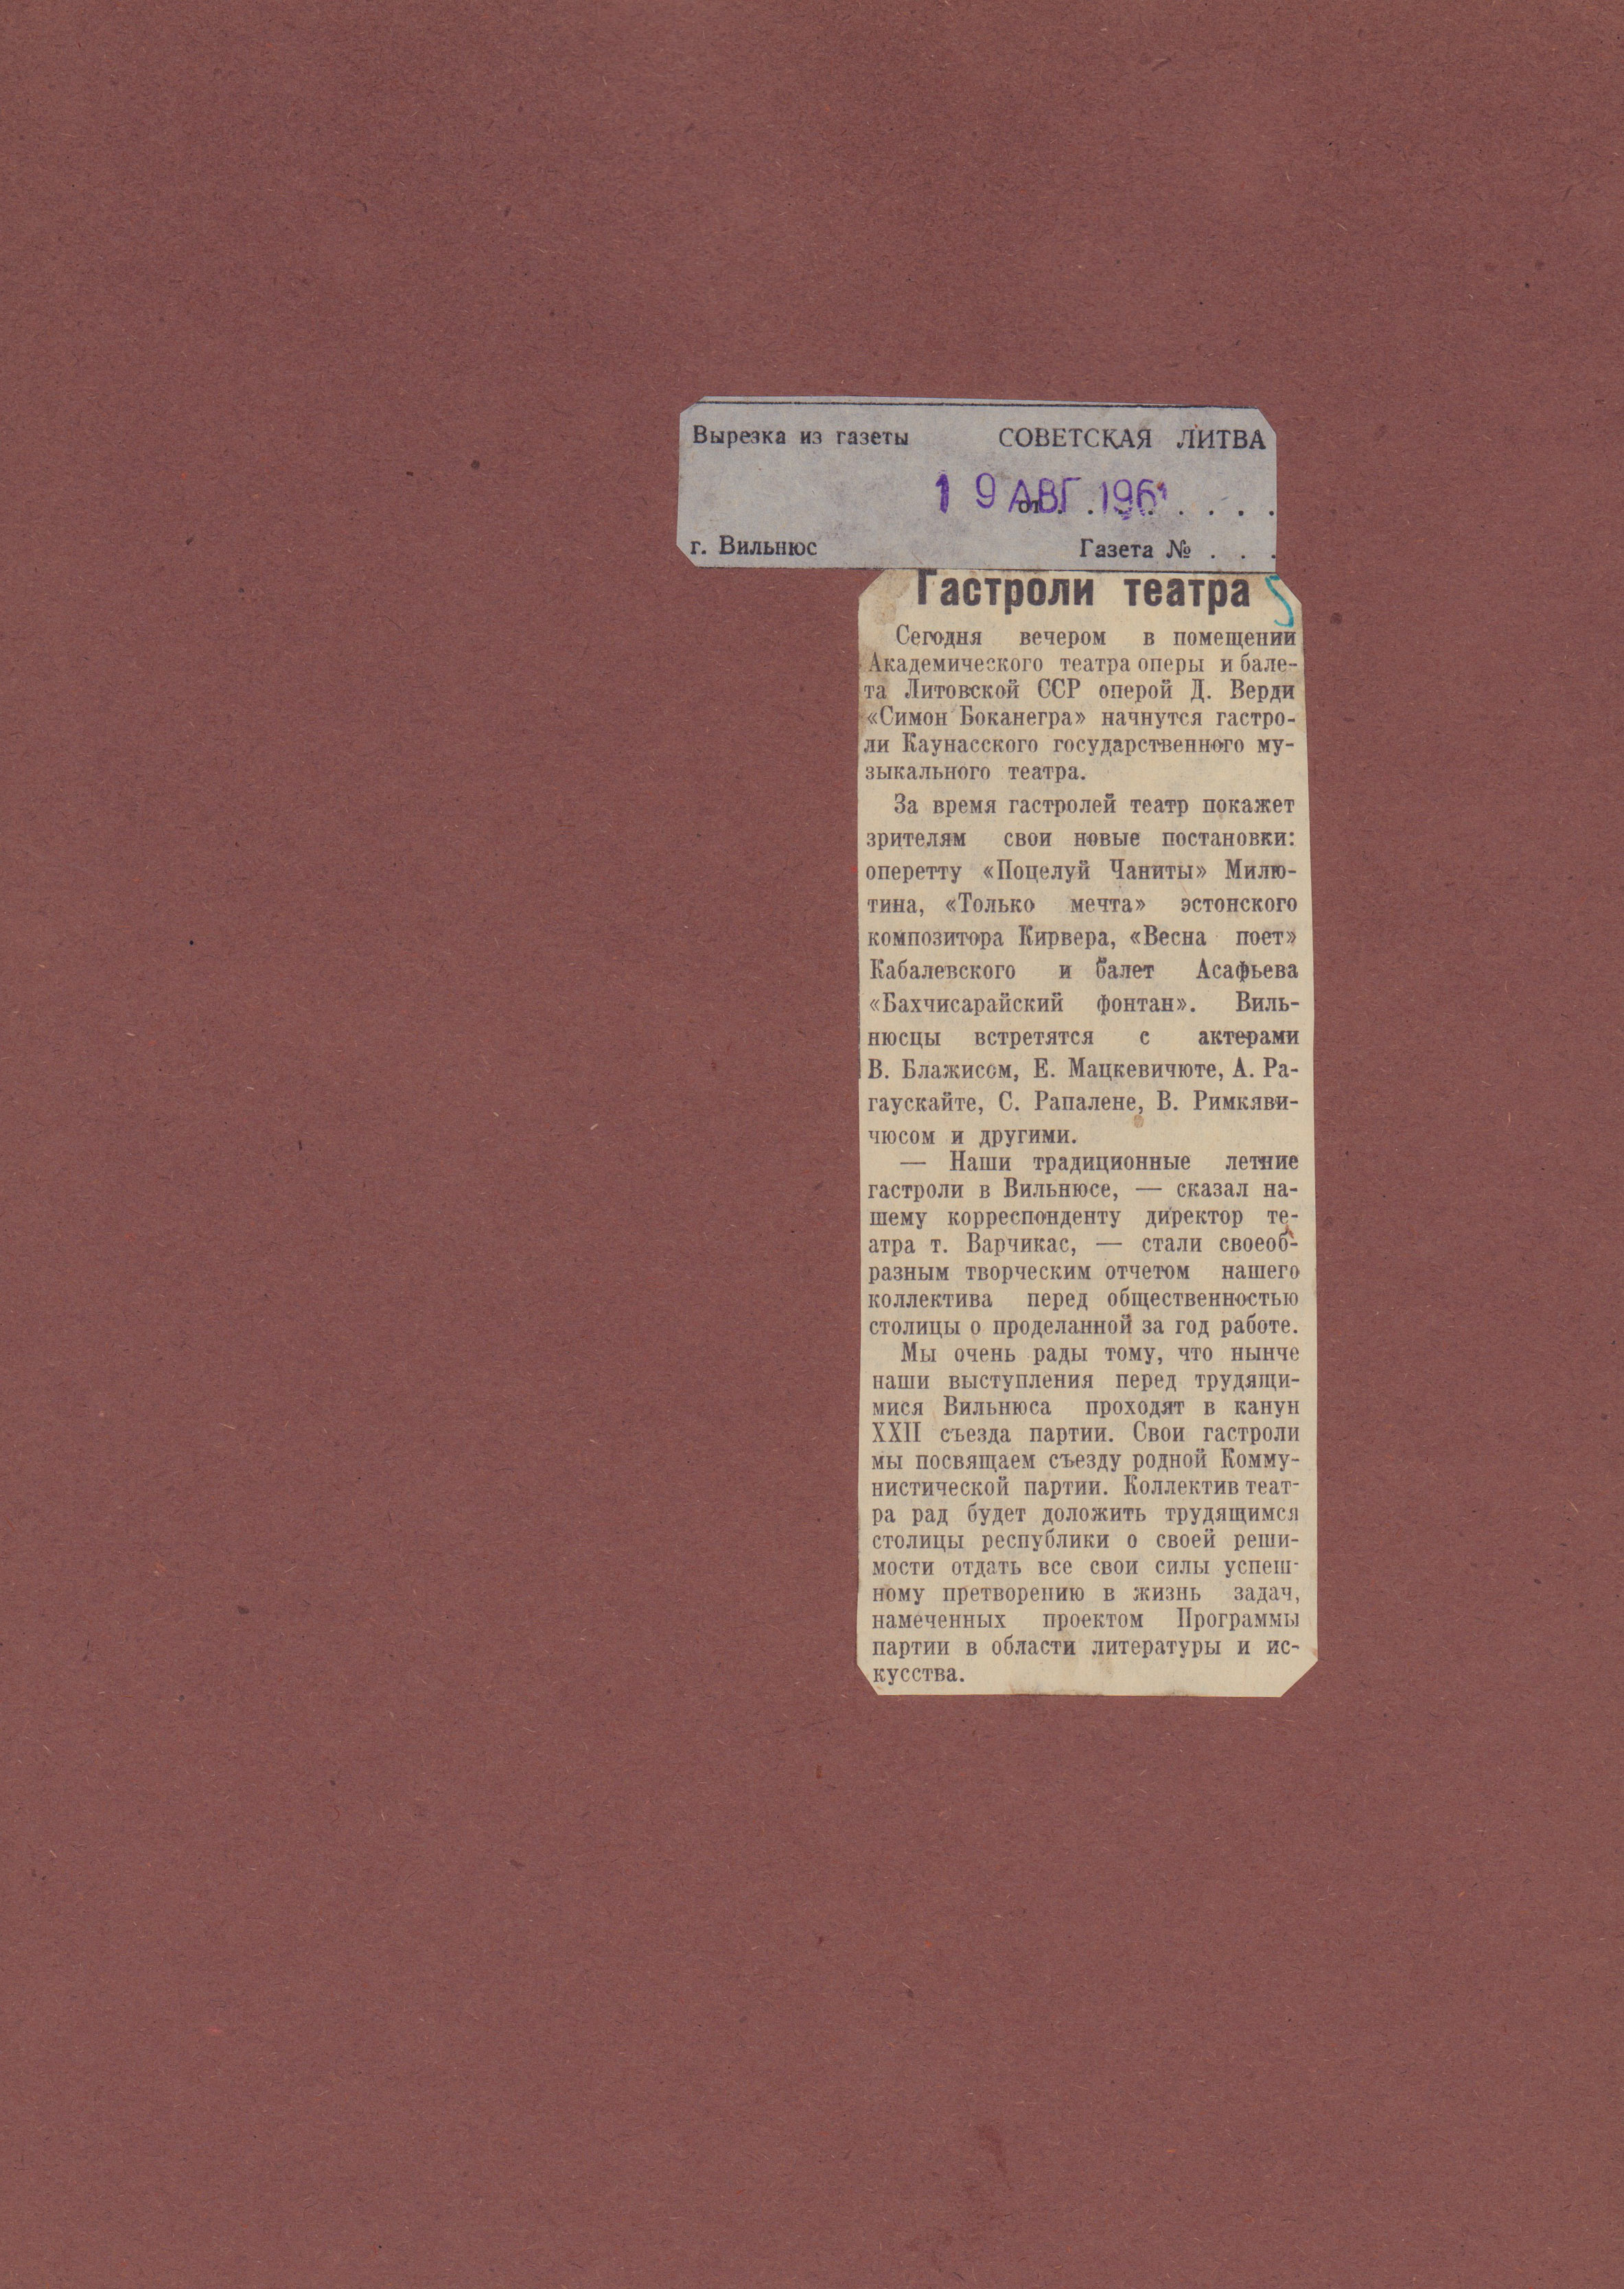 Вырезка из газеты СОВЕТСКАЯ ЛИТВА
19 АВГ 1961
от . . . . . . . .
г. Вильнюс Газета № . . .
Гастроли театра
Сегодня вечером в помещении
Академического театра оперы и бале-
та Литовской ССР оперой Д. Верди
«Симон Боканегра» начнутся гастро-
ли Каунасского государственного му-
зыкального театра.
За время гастролей театр покажет
зрителям свои новые постановки:
оперетту «Поцелуй Чаниты» Милю-
тина, «Только мечта» эстонского
композитора Кирвера, «Весна поет»
Кабалевского и балет Асафьева
«Бахчисарайский фонтан». Виль-
нюсцы встретятся с актерами
В. Блажисом, Е. Мацкевичюте, А. Ра-
гаускайте, С. Рапалене, В. Римкяви-
чюсом и другими.
— Наши традиционные летние
гастроли в Вильнюсе, — сказал на-
шему корреспонденту директор те-
атра т. Варчикас, — стали своеоб-
разным творческим отчетом нашего
коллектива перед общественностью
столицы о проделанной за год работе.
Мы очень рады тому, что нынче
наши выступления перед трудящи-
мися Вильнюса проходят в канун
XXII съезда партии. Свои гастроли
мы посвящаем съезду родной Комму-
нистической партии. Коллектив теат-
ра рад будет доложить трудящимся
столицы республики о своей реши-
мости отдать все свои силы успеш-
ному претворению в жизнь задач,
намеченных проектом Программы
партии в области литературы и ис-
кусства.